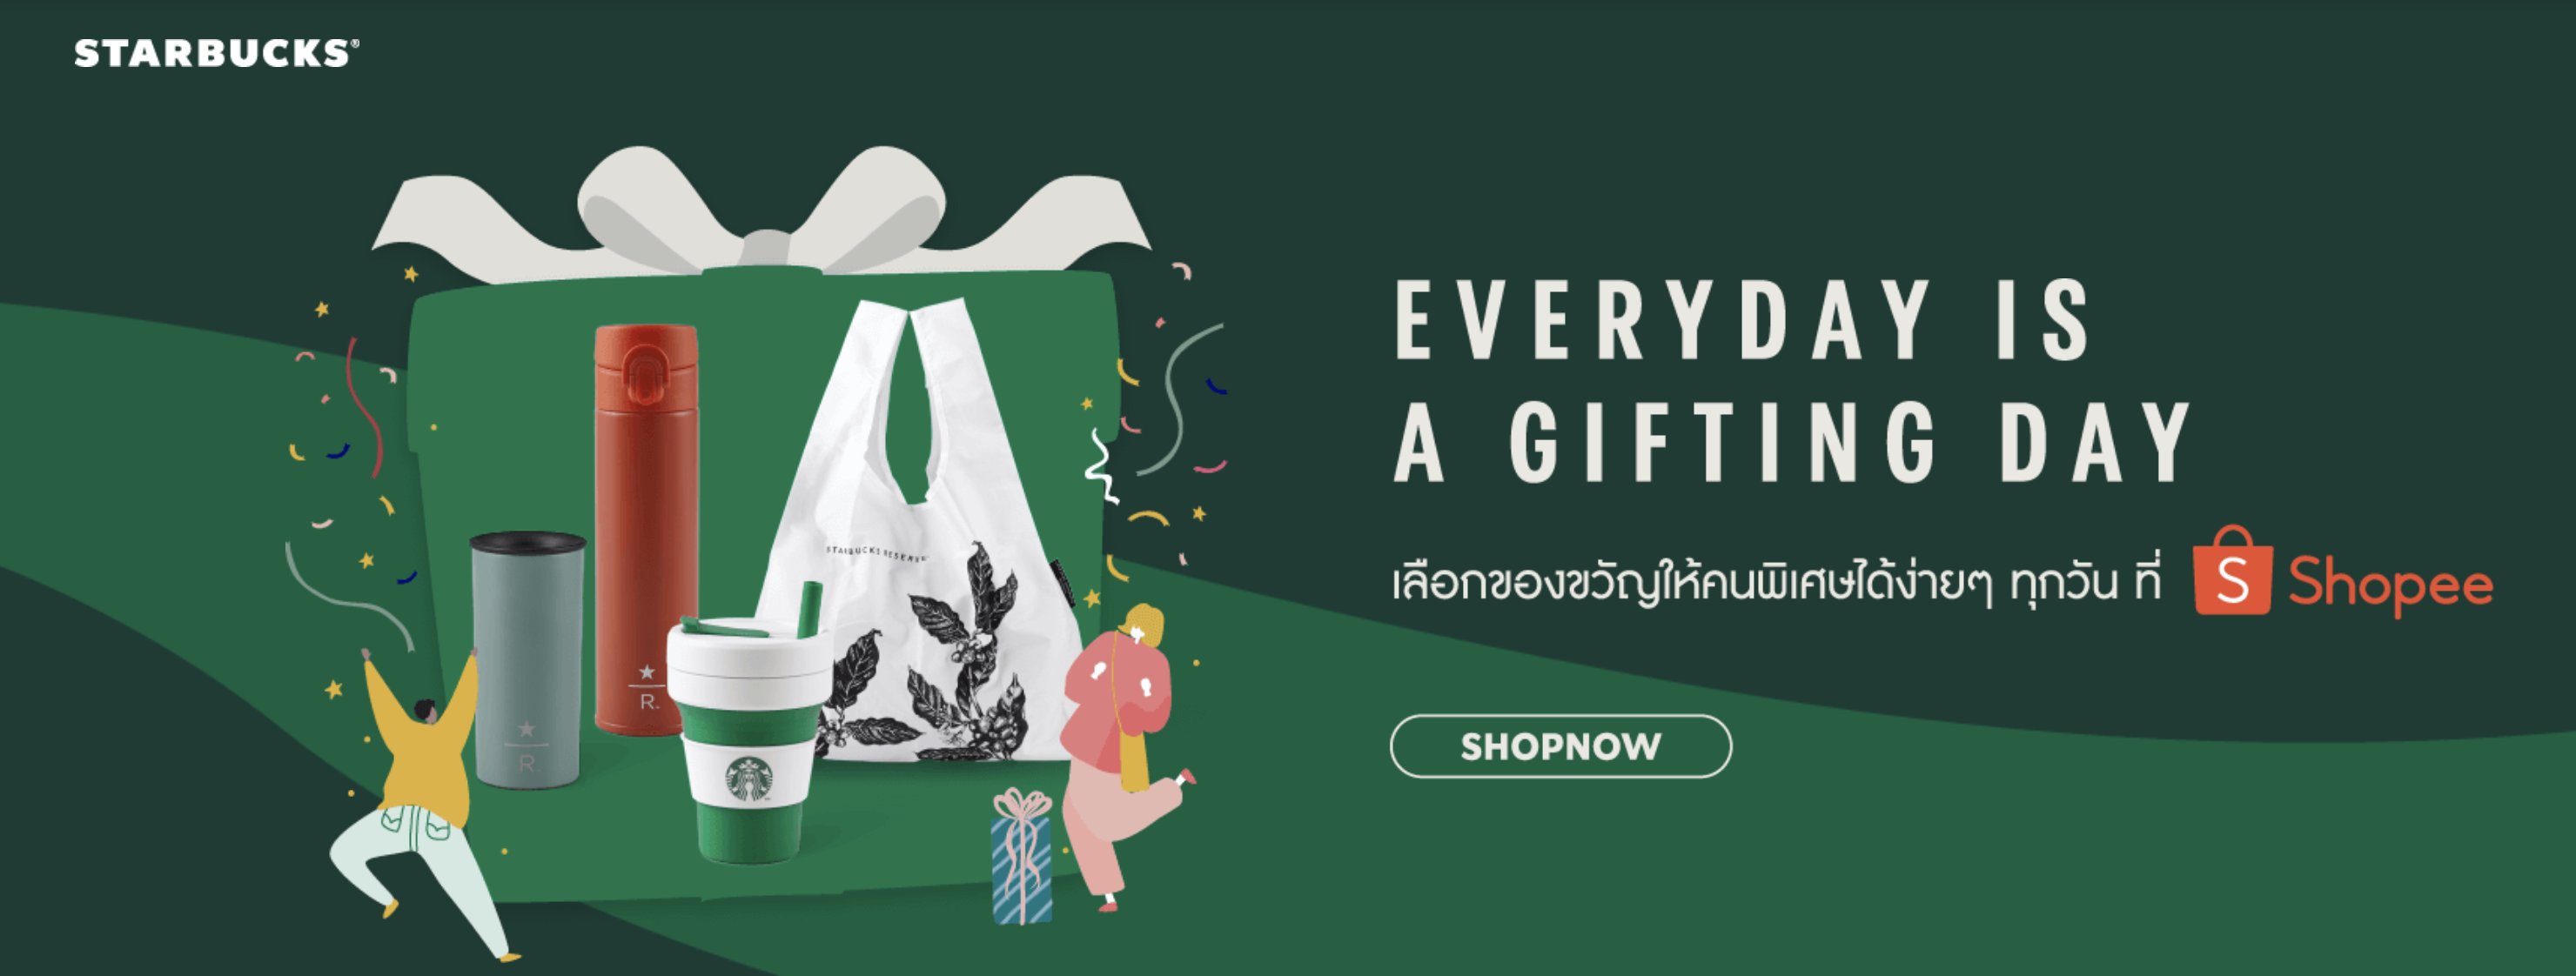 STARBUCKS®
EVERYDAY IS
A GIFTING DAY
เลือกของขวัญให้คนพิเศษได้ง่ายๆ ทุกวัน ที่ S Shopee
SHOPNOW
STARBUCKS RESERVE
R.
R.